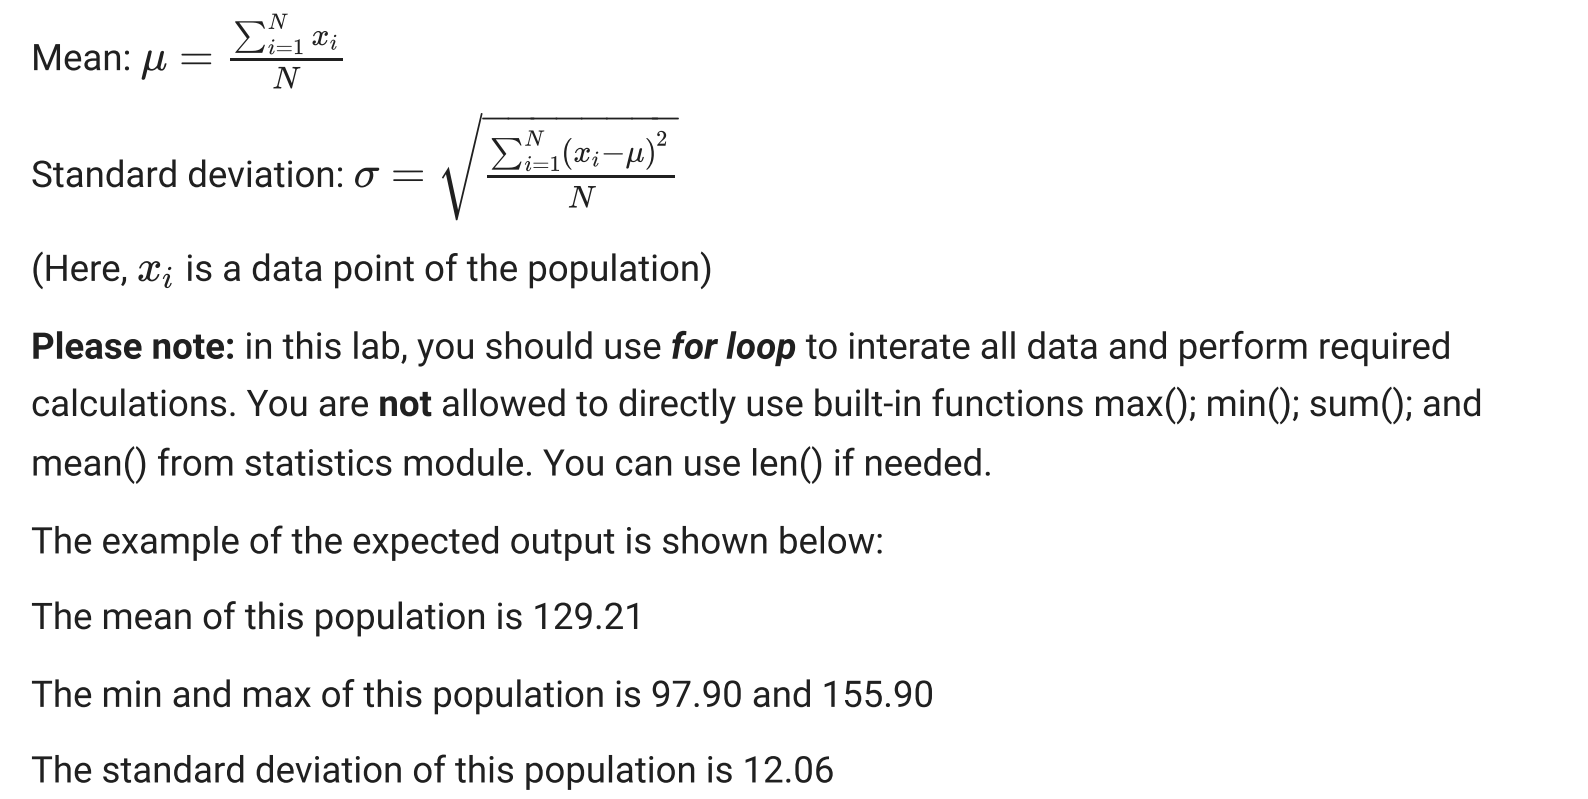 Mean: μ = \frac{\sum_{i=1}^{N} x_i}{N}
Standard deviation: σ = \sqrt{\frac{\sum_{i=1}^{N} (x_i - μ)^2}{N}}
(Here, x_i is a data point of the population)
Please note: in this lab, you should use for loop to interate all data and perform required
calculations. You are not allowed to directly use built-in functions max(); min(); sum(); and
mean() from statistics module. You can use len() if needed.
The example of the expected output is shown below:
The mean of this population is 129.21
The min and max of this population is 97.90 and 155.90
The standard deviation of this population is 12.06